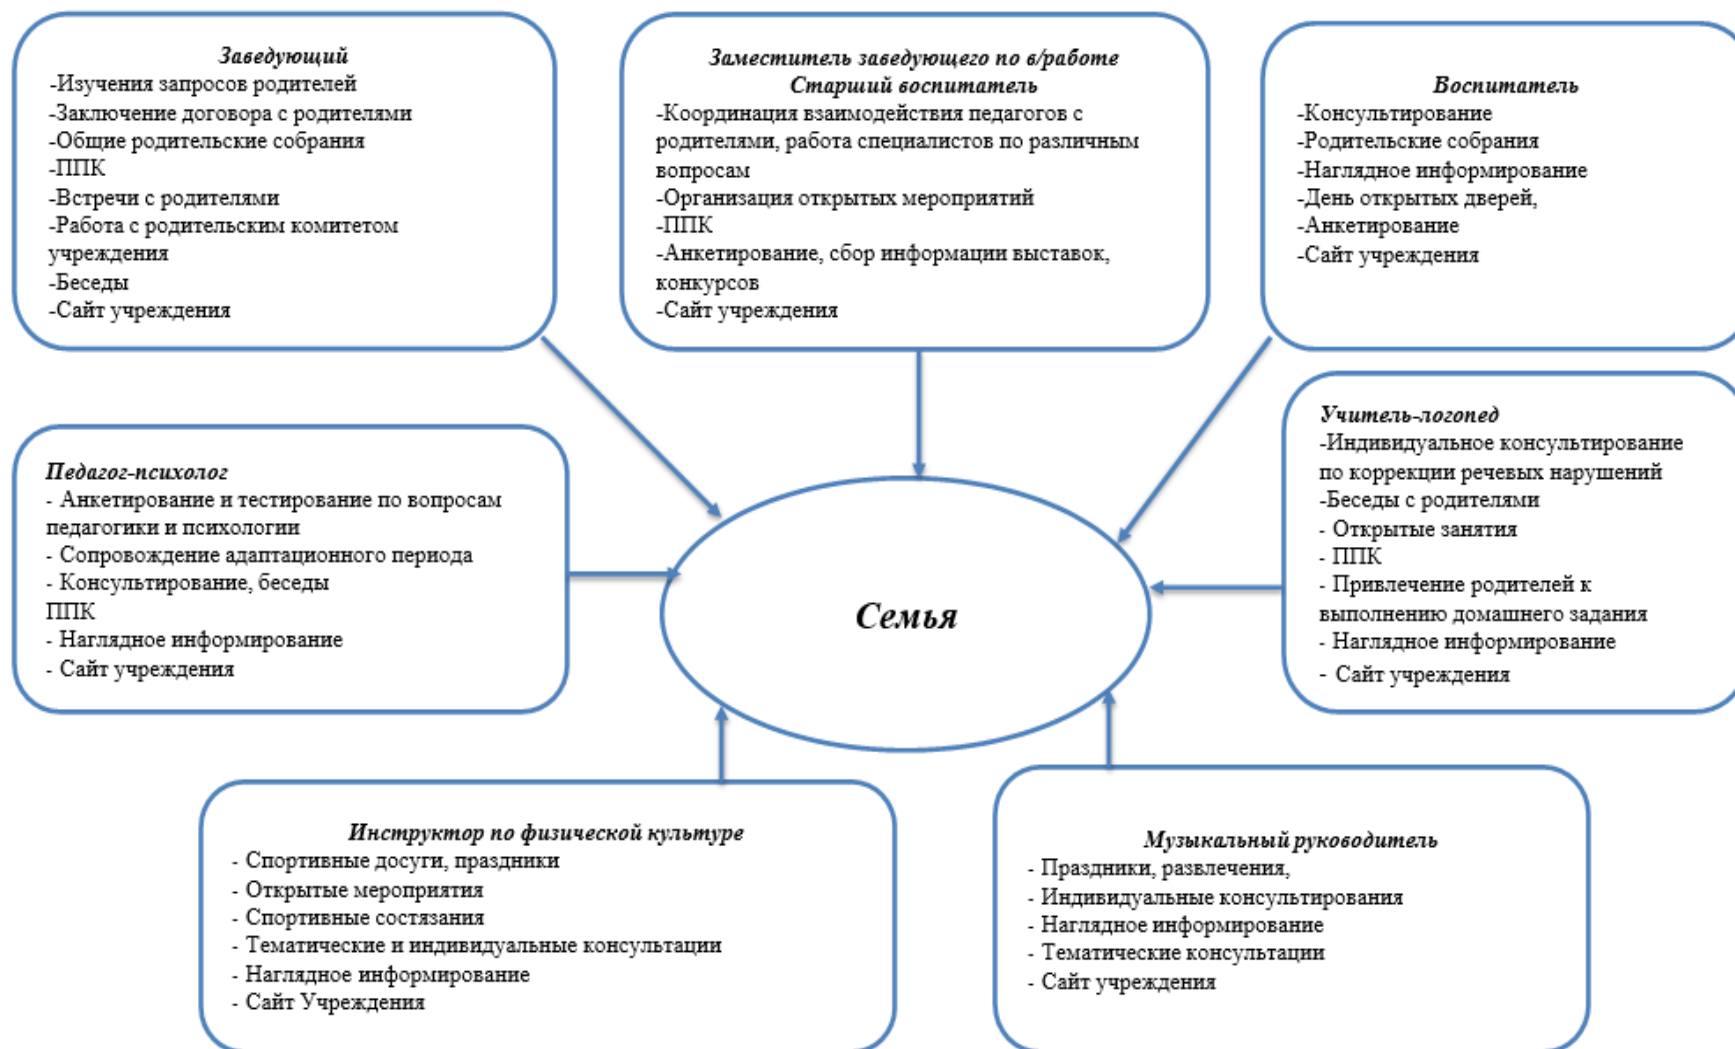 Заведующий
-Изучения запросов родителей
-Заключение договора с родителями
-Общие родительские собрания
-ППК
-Встречи с родителями
-Работа с родительским комитетом
учреждения
-Беседы
-Сайт учреждения
Заместитель заведующего по в/работе
Старший воспитатель
-Координация взаимодействия педагогов с
родителями, работа специалистов по различным
вопросам
-Организация открытых мероприятий
-ППК
-Анкетирование, сбор информации выставок,
конкурсов
-Сайт учреждения
Воспитатель
-Консультирование
-Родительские собрания
-Наглядное информирование
-День открытых дверей,
-Анкетирование
-Сайт учреждения
Педагог-психолог
- Анкетирование и тестирование по вопросам
педагогики и психологии
- Сопровождение адаптационного периода
- Консультирование, беседы
ППК
- Наглядное информирование
- Сайт учреждения
Семья
Учитель-логопед
-Индивидуальное консультирование
по коррекции речевых нарушений
-Беседы с родителями
- Открытые занятия
- ППК
- Привлечение родителей к
выполнению домашнего задания
- Наглядное информирование
- Сайт учреждения
Инструктор по физической культуре
- Спортивные досуги, праздники
- Открытые мероприятия
- Спортивные состязания
- Тематические и индивидуальные консультации
- Наглядное информирование
- Сайт Учреждения
Музыкальный руководитель
- Праздники, развлечения,
- Индивидуальные консультирования
- Наглядное информирование
- Тематические консультации
- Сайт учреждения